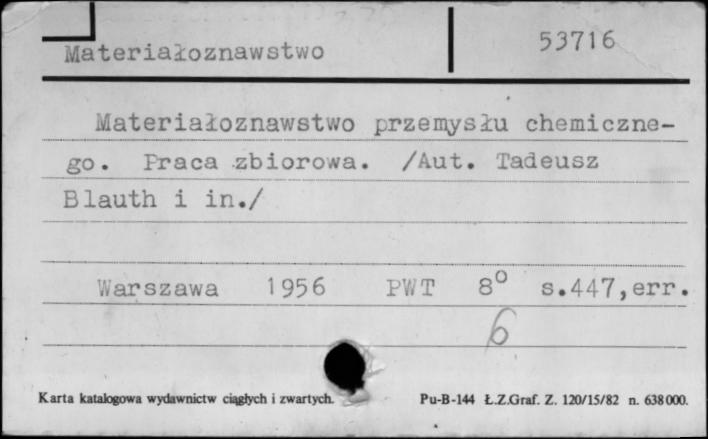 Materiałoznawstwo 53716
Materiałoznawstwo przemysłu chemiczne-
go. Praca zbiorowa. /Aut. Tadeusz
Blauth i in./
Warszawa 1956 PWT 8° s.447,err.
6
Karta katalogowa wydawnictw ciągłych i zwartych. Pu-B-144 Ł.Z.Graf. Z. 120/15/82 n. 638000.